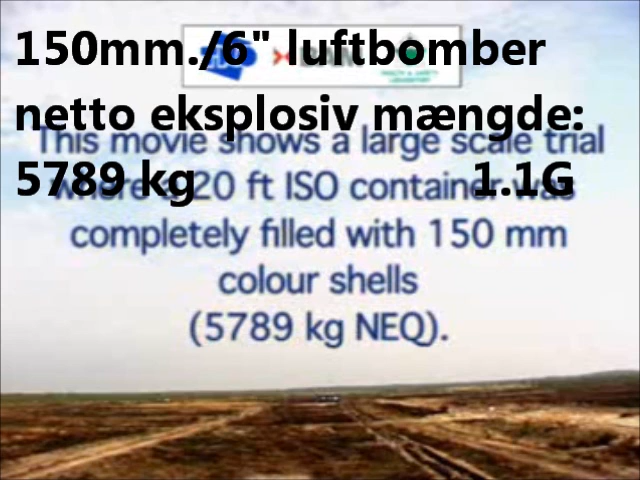 150mm./6" luftbomber
netto eksplosiv mængde:
This movie shows a large scale trial
5789 kg 1.1G
where a 20 ft ISO container was
completely filled with 150 mm
colour shells
(5789 kg NEQ).